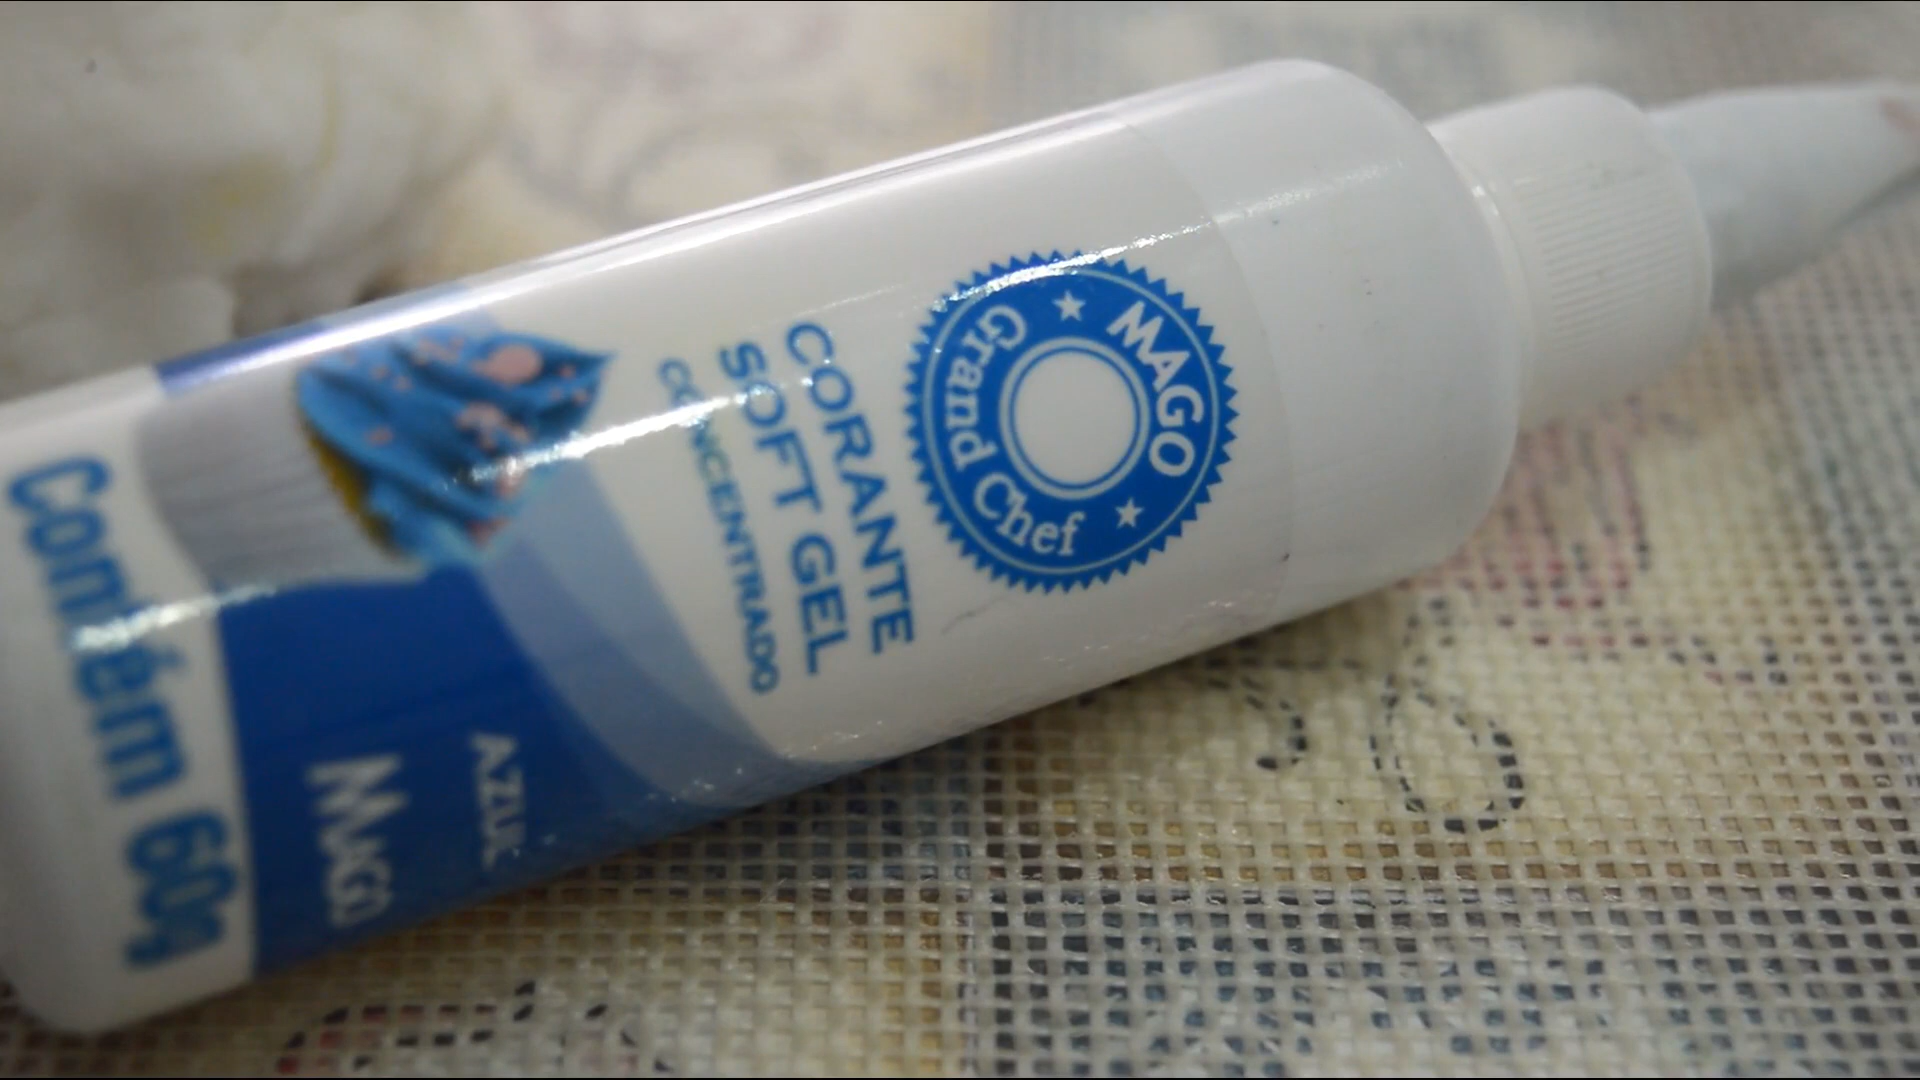 MAGO
Grand Chef
CORANTE
SOFT GEL
CONCENTRADO
AZUL
MAGO
Contém 60g